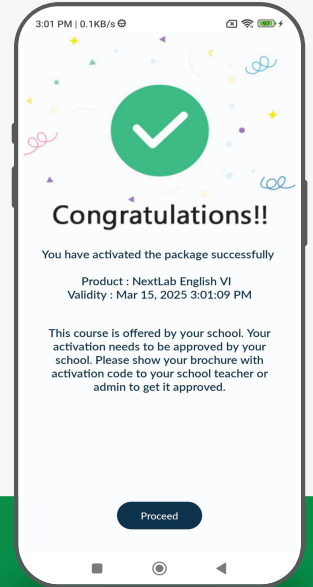 3:01 PM | 0.1KB/s
97
Congratulations!!
You have activated the package successfully
Product : NextLab English VI
Validity : Mar 15, 2025 3:01:09 PM
This course is offered by your school. Your
activation needs to be approved by your
school. Please show your brochure with
activation code to your school teacher or
admin to get it approved.
Proceed